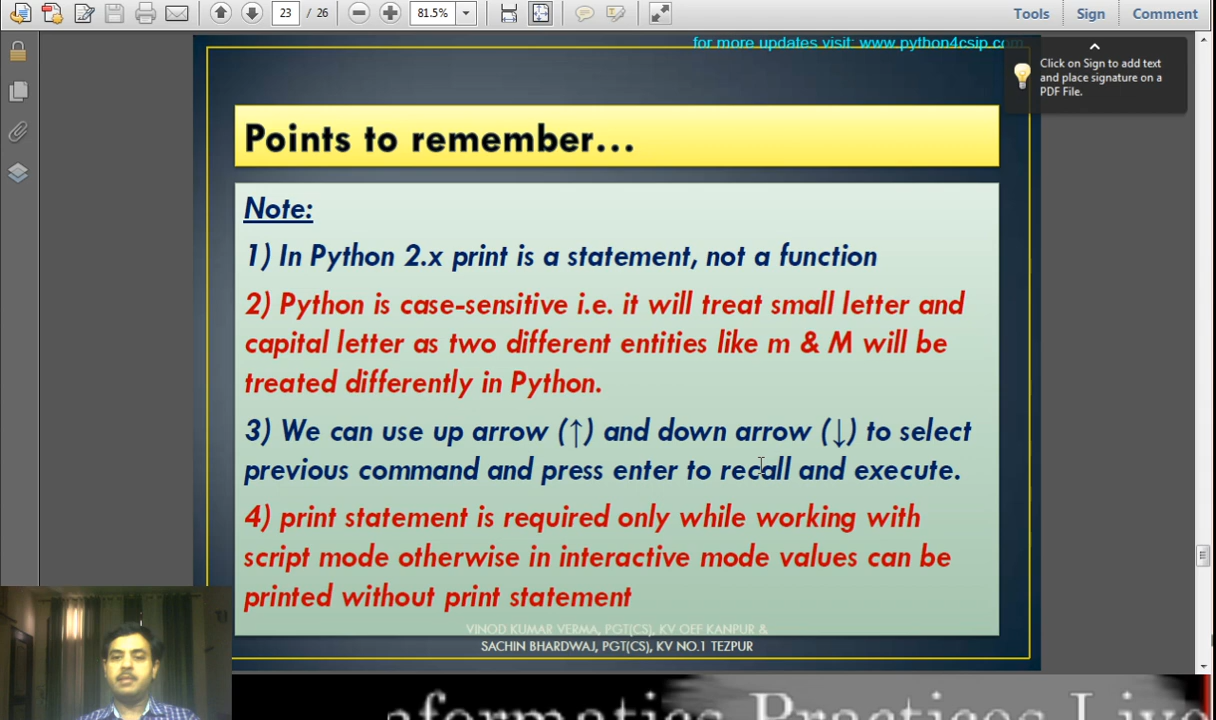 23 / 26 81.5% Tools Sign Comment
for more updates visit: www.python4csip.com
Click on Sign to add text
and place signature on a
PDF File.
Points to remember...
Note:
1) In Python 2.x print is a statement, not a function
2) Python is case-sensitive i.e. it will treat small letter and
capital letter as two different entities like m & M will be
treated differently in Python.
3) We can use up arrow (↑) and down arrow (↓) to select
previous command and press enter to recall and execute.
4) print statement is required only while working with
script mode otherwise in interactive mode values can be
printed without print statement
VINOD KUMAR VERMA, PGT(CS), KV OEF KANPUR &
SACHIN BHARDWAJ, PGT(CS), KV NO.1 TEZPUR
aformatics Practices Live